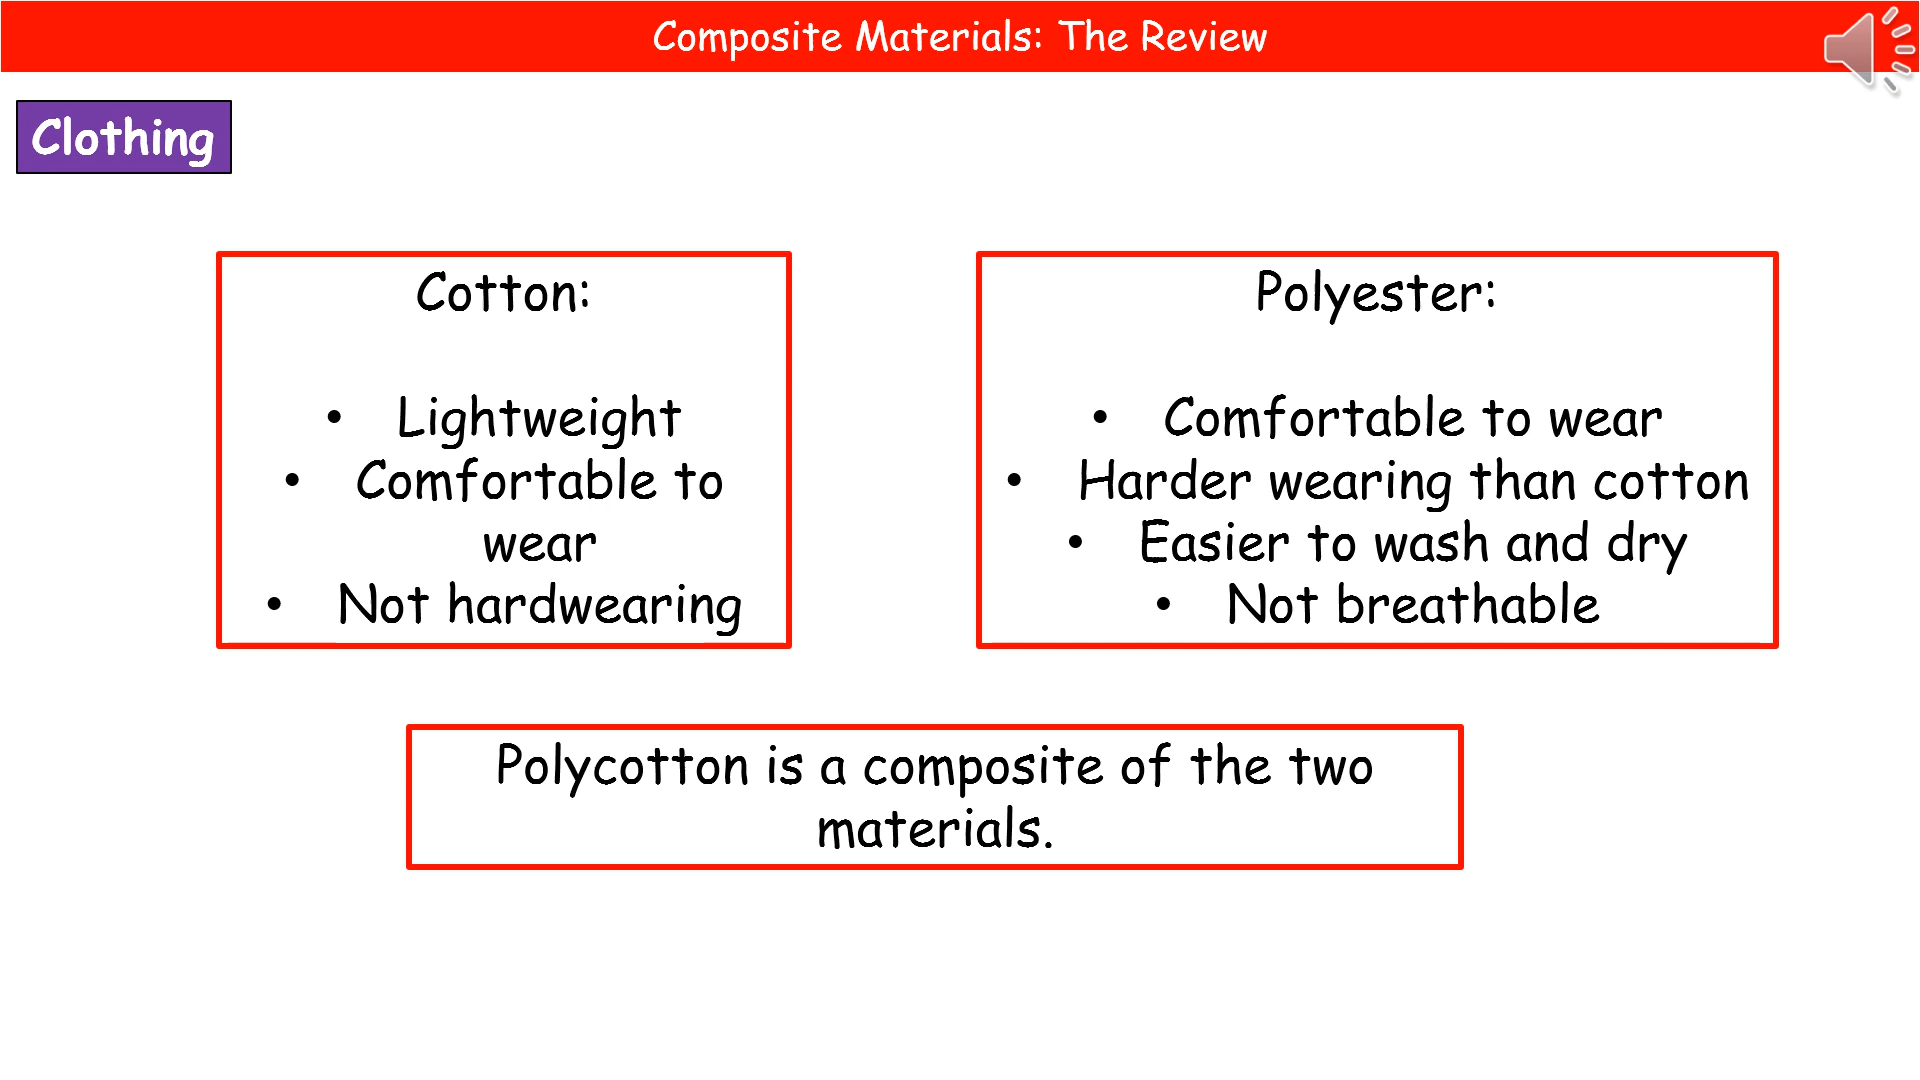 Composite Materials: The Review
Clothing
Cotton:
• Lightweight
• Comfortable to
wear
• Not hardwearing
Polyester:
• Comfortable to wear
• Harder wearing than cotton
• Easier to wash and dry
• Not breathable
Polycotton is a composite of the two
materials.